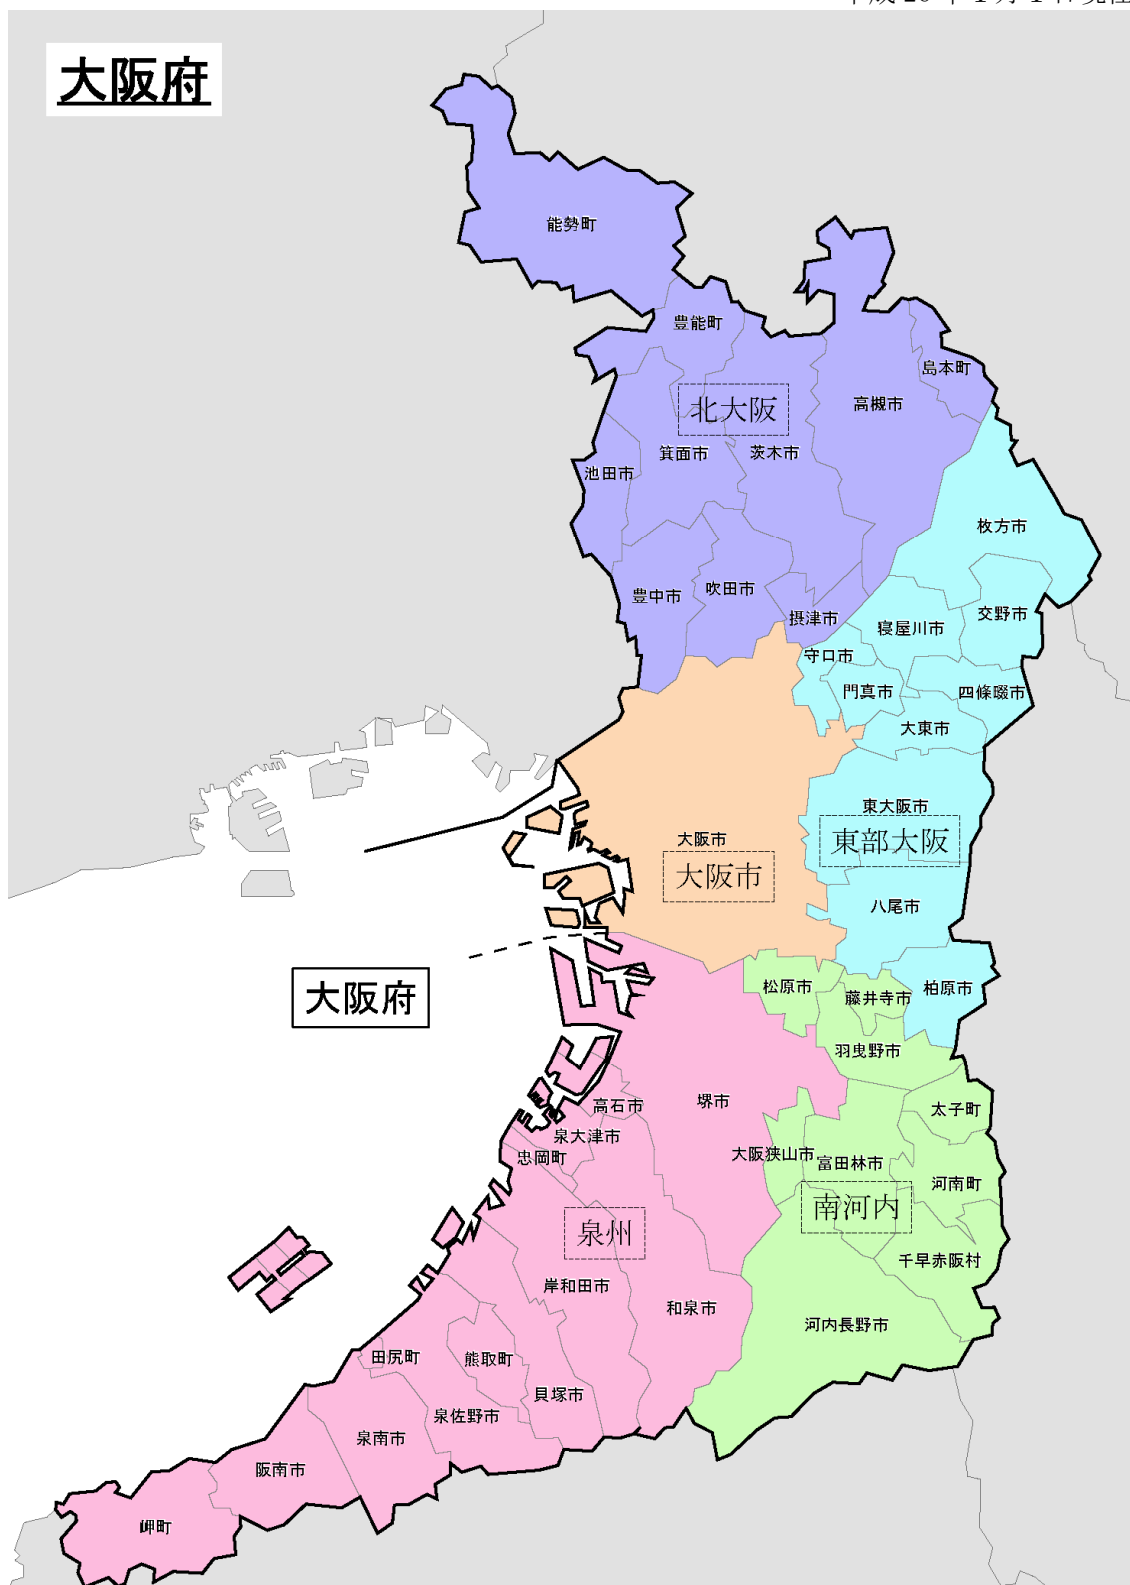 大阪府
能勢町
豊能町
島本町
北大阪
高槻市
箕面市
茨木市
池田市
枚方市
吹田市
豊中市
摂津市
交野市
寝屋川市
守口市
門真市
四條畷市
大東市
東大阪市
東部大阪
大阪市
大阪市
八尾市
松原市
柏原市
藤井寺市
大阪府
羽曳野市
高石市
堺市
太子町
泉大津市
忠岡町
大阪狭山市
富田林市
河南町
南河内
泉州
千早赤阪村
岸和田市
和泉市
河内長野市
田尻町
熊取町
貝塚市
泉佐野市
泉南市
阪南市
岬町